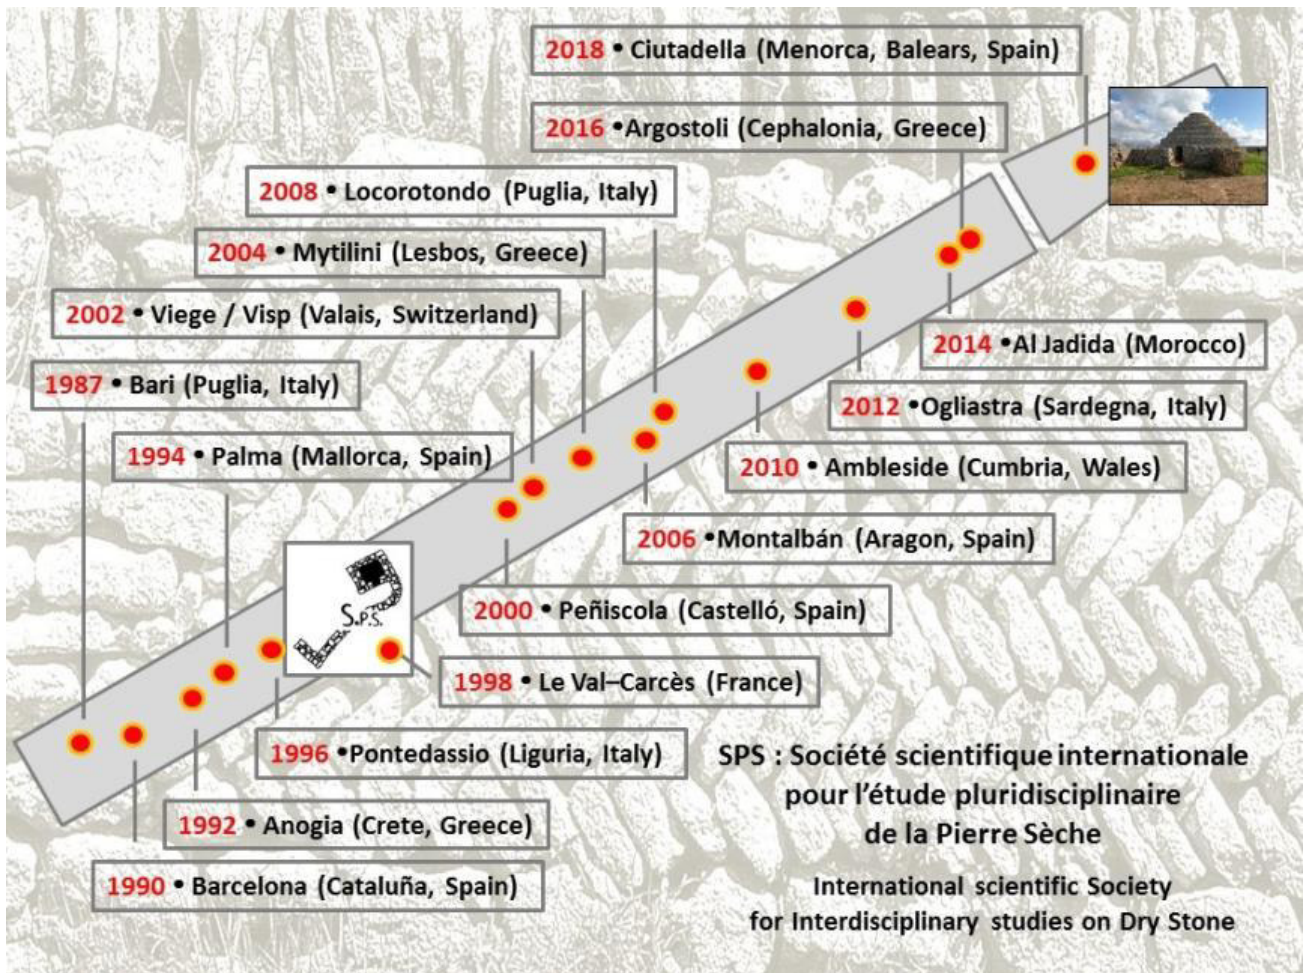 2018 • Ciutadella (Menorca, Balears, Spain)
2016 •Argostoli (Cephalonia, Greece)
2008 • Locorotondo (Puglia, Italy)
2004 • Mytilini (Lesbos, Greece)
2002 • Viege / Visp (Valais, Switzerland)
1987 • Bari (Puglia, Italy)
1994 • Palma (Mallorca, Spain)
2014 •Al Jadida (Morocco)
2012 •Ogliastra (Sardegna, Italy)
2010 • Ambleside (Cumbria, Wales)
2006 •Montalbán (Aragon, Spain)
2000 • Peñiscola (Castelló, Spain)
S.P.S.
1998 • Le Val–Carcès (France)
1996 •Pontedassio (Liguria, Italy)
1992 • Anogia (Crete, Greece)
1990 • Barcelona (Cataluña, Spain)
SPS : Société scientifique internationale
pour l’étude pluridisciplinaire
de la Pierre Sèche
International scientific Society
for Interdisciplinary studies on Dry Stone